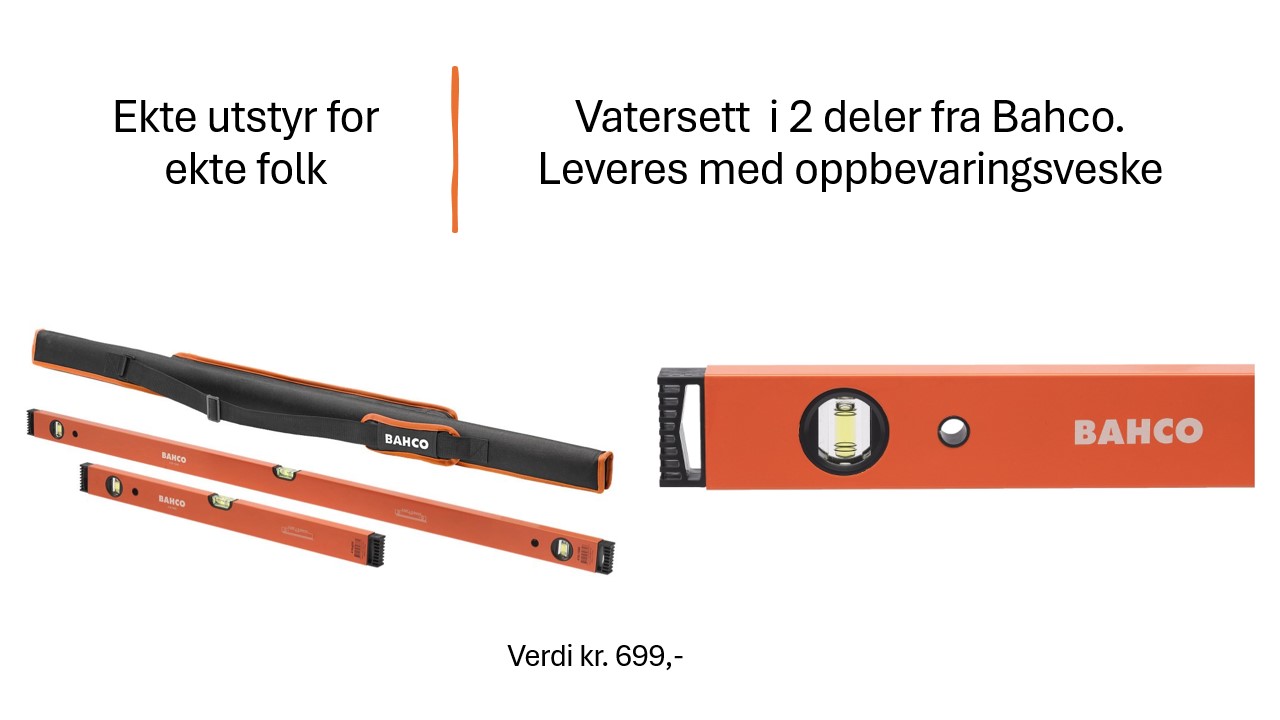 Ekte utstyr for
ekte folk
Vatersett  i 2 deler fra Bahco.
Leveres med oppbevaringsveske
BAHCO
BAHCO
BAHCO
BAHCO
Verdi kr. 699,-